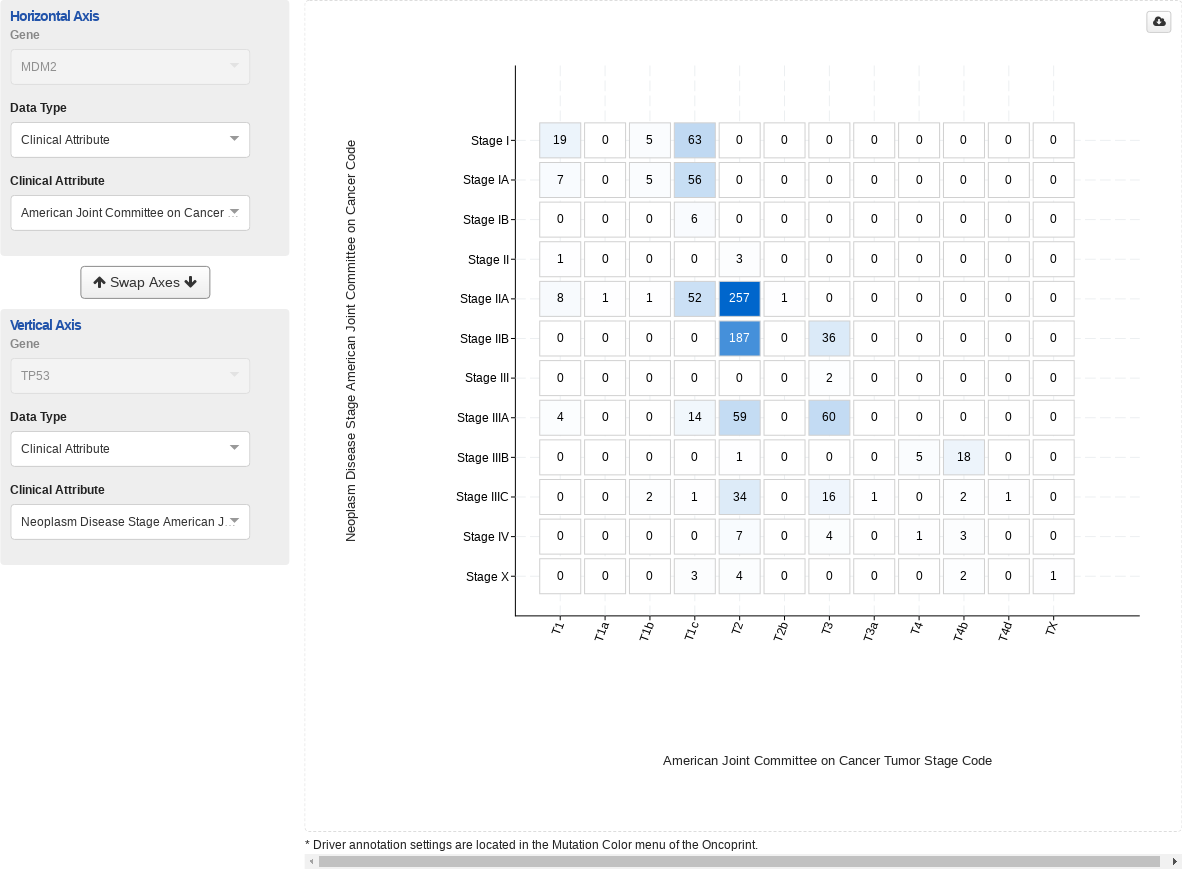 Horizontal Axis
Gene
MDM2
Data Type
Clinical Attribute
Clinical Attribute
American Joint Committee on Cancer ...
Swap Axes
Vertical Axis
Gene
TP53
Data Type
Clinical Attribute
Clinical Attribute
Neoplasm Disease Stage American J...
Neoplasm Disease Stage American Joint Committee on Cancer Code
Stage I 19 0 5 63 0 0 0 0 0 0 0 0
Stage IA 7 0 5 56 0 0 0 0 0 0 0 0
Stage IB 0 0 0 6 0 0 0 0 0 0 0 0
Stage II 1 0 0 0 3 0 0 0 0 0 0 0
Stage IIA 8 1 1 52 257 1 0 0 0 0 0 0
Stage IIB 0 0 0 0 187 0 36 0 0 0 0 0
Stage III 0 0 0 0 0 0 2 0 0 0 0 0
Stage IIIA 4 0 0 14 59 0 60 0 0 0 0 0
Stage IIIB 0 0 0 0 1 0 0 0 5 18 0 0
Stage IIIC 0 0 2 1 34 0 16 1 0 2 1 0
Stage IV 0 0 0 0 7 0 4 0 1 3 0 0
Stage X 0 0 0 3 4 0 0 0 0 2 0 1
T1 T1a T1b T1c T2 T2b T3 T3a T4 T4b T4d TX
American Joint Committee on Cancer Tumor Stage Code
* Driver annotation settings are located in the Mutation Color menu of the Oncoprint.